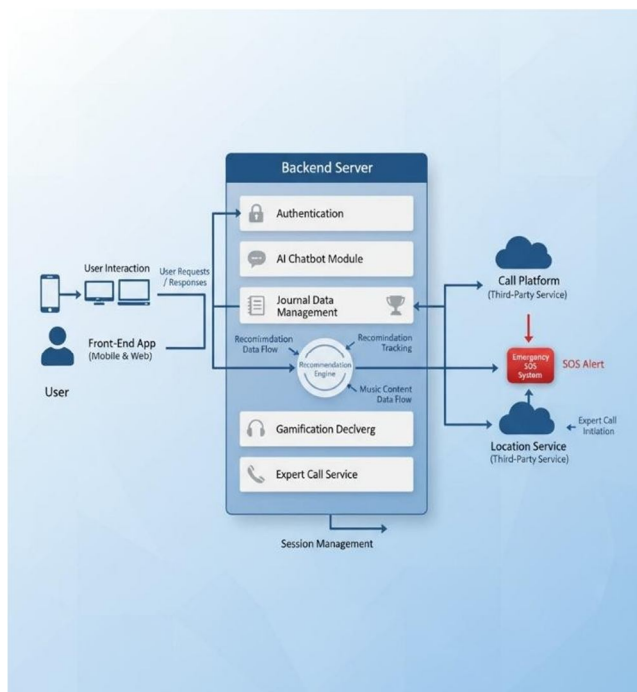 Backend Server
Authentication
AI Chatbot Module
Journal Data
Management
Recomimdation
Data Flow
Recomindation
Tracking
Recommendation
Engine
Music Content
Data Flow
Gamification Declverg
Expert Call Service
Session Management
User Interaction
User Requests
/ Responses
Front-End App
(Mobile & Web)
User
Call Platform
(Third-Party Service)
Emergency
SOS
System
SOS Alert
Expert Call
Intiation
Location Service
(Third-Party Service)